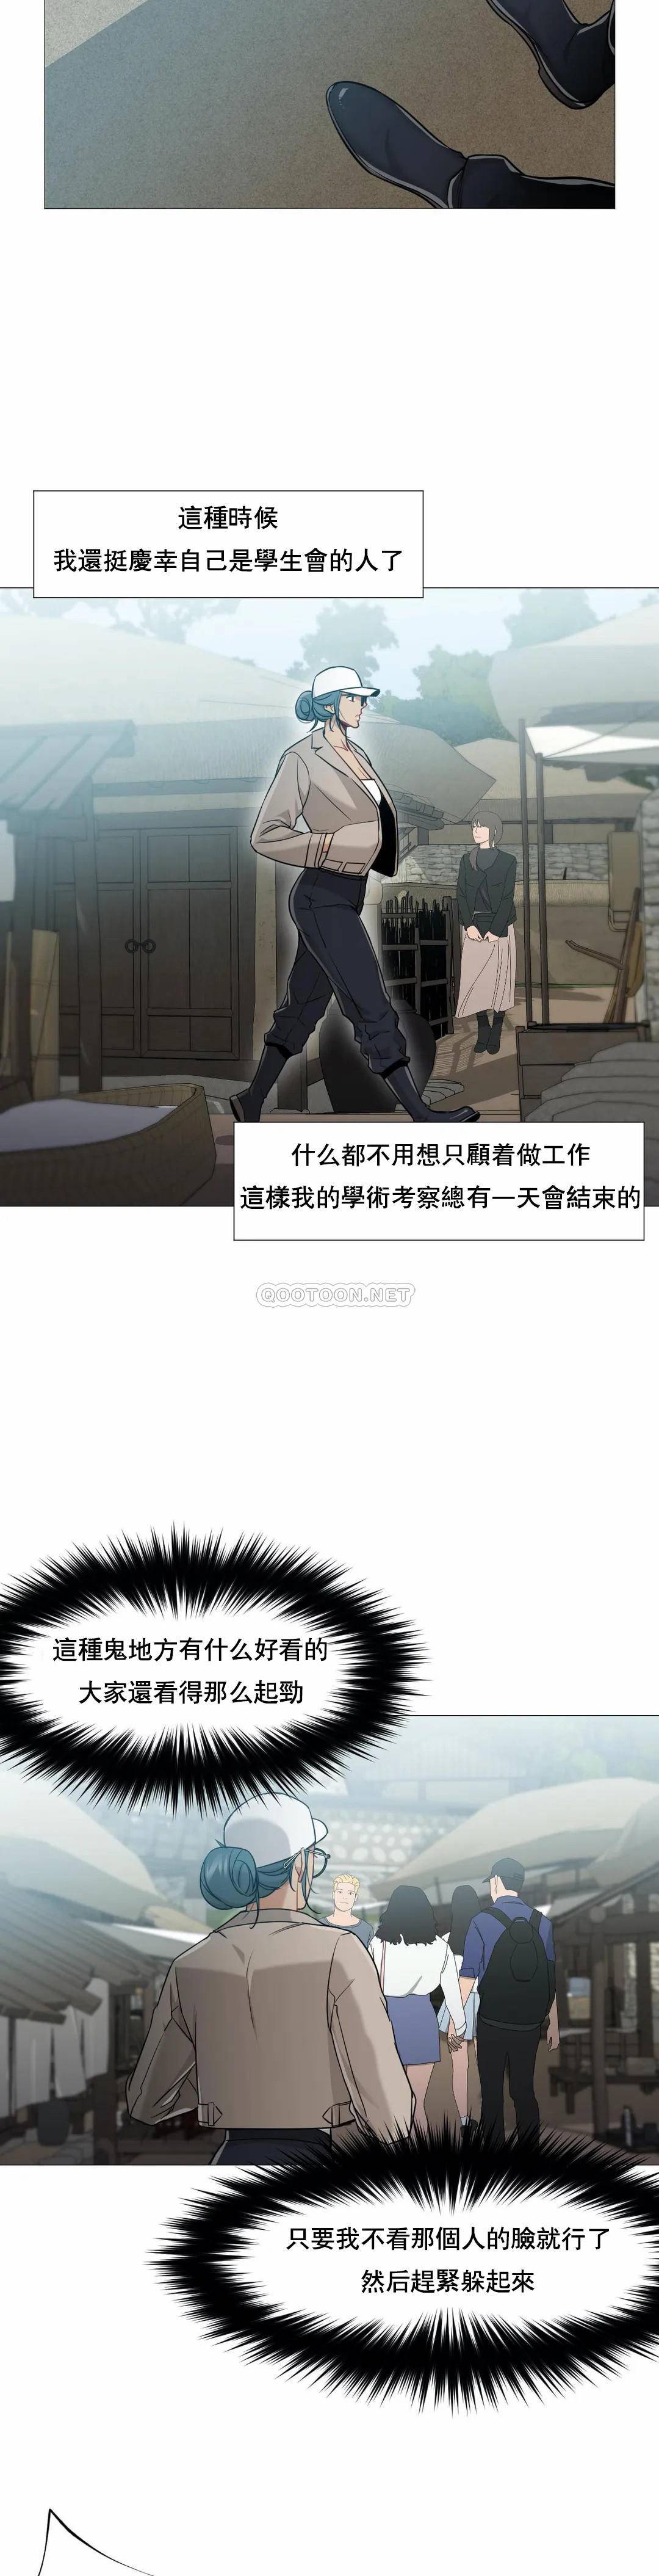 這種時候
我還挺慶幸自己是學生會的人了
什么都不用想只顧着做工作
這樣我的學術考察總有一天會結束的
QOOTOON.NET
這種鬼地方有什么好看的
大家還看得那么起勁
只要我不看那個人的臉就行了
然后趕緊躲起來